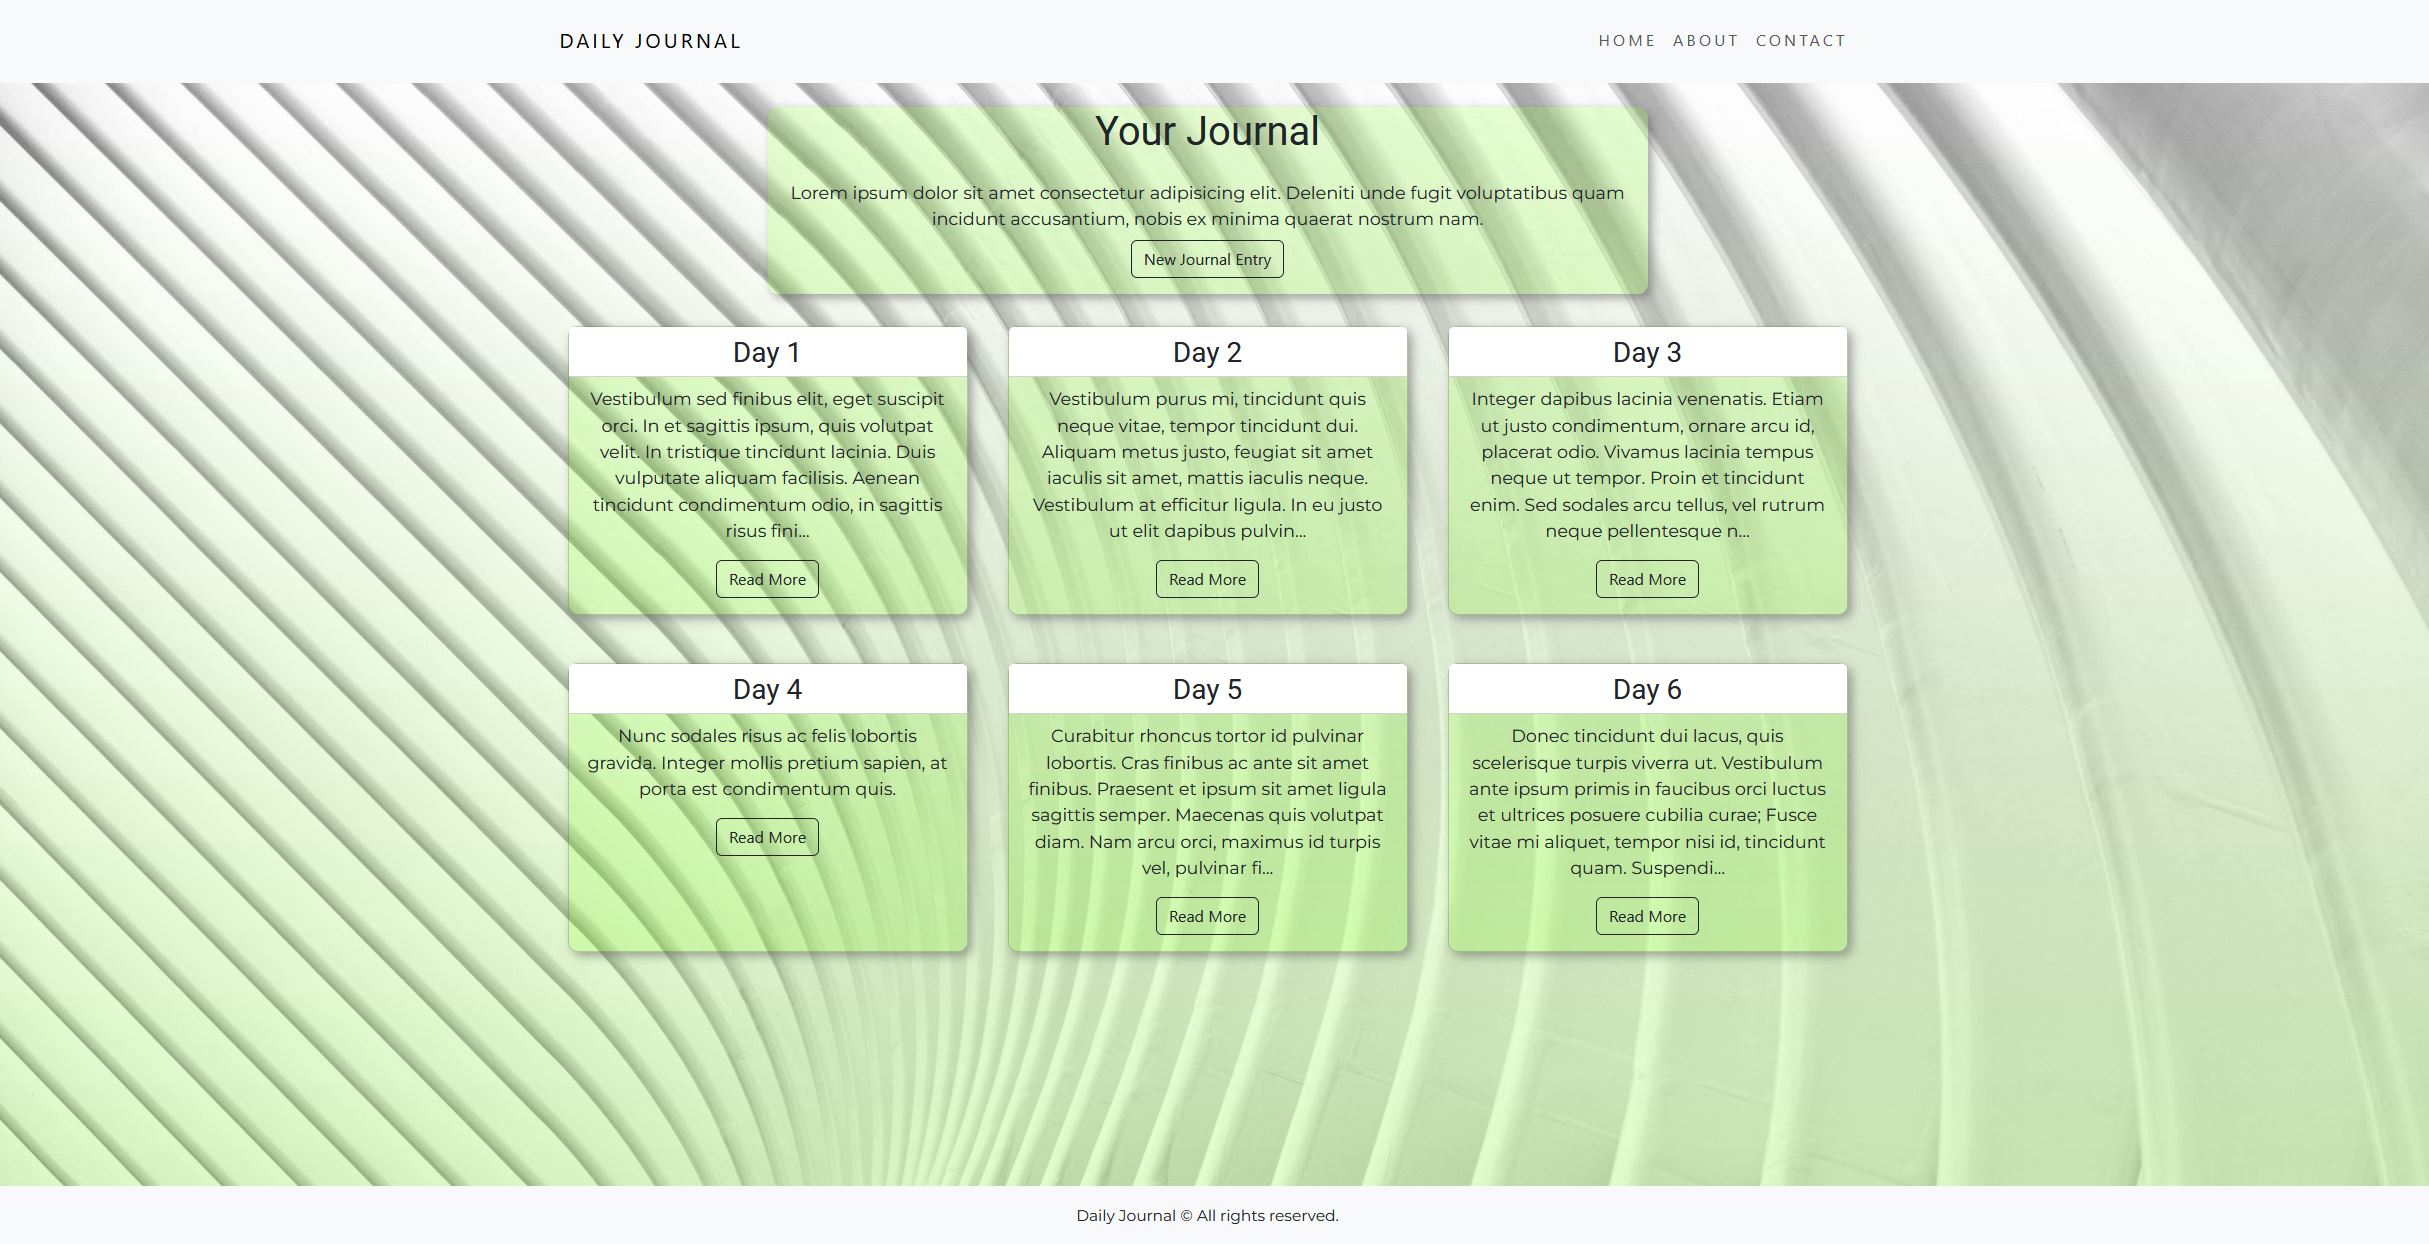 DAILY JOURNAL
HOME ABOUT CONTACT
Your Journal
Lorem ipsum dolor sit amet consectetur adipisicing elit. Deleniti unde fugit voluptatibus quam
incidunt accusantium, nobis ex minima quaerat nostrum nam.
New Journal Entry
Day 1
Vestibulum sed finibus elit, eget suscipit
orci. In et sagittis ipsum, quis volutpat
velit. In tristique tincidunt lacinia. Duis
vulputate aliquam facilisis. Aenean
tincidunt condimentum odio, in sagittis
risus fini...
Read More
Day 2
Vestibulum purus mi, tincidunt quis
neque vitae, tempor tincidunt dui.
Aliquam metus justo, feugiat sit amet
iaculis sit amet, mattis iaculis neque.
Vestibulum at efficitur ligula. In eu justo
ut elit dapibus pulvin...
Read More
Day 3
Integer dapibus lacinia venenatis. Etiam
ut justo condimentum, ornare arcu id,
placerat odio. Vivamus lacinia tempus
neque ut tempor. Proin et tincidunt
enim. Sed sodales arcu tellus, vel rutrum
neque pellentesque n...
Read More
Day 4
Nunc sodales risus ac felis lobortis
gravida. Integer mollis pretium sapien, at
porta est condimentum quis.
Read More
Day 5
Curabitur rhoncus tortor id pulvinar
lobortis. Cras finibus ac ante sit amet
finibus. Praesent et ipsum sit amet ligula
sagittis semper. Maecenas quis volutpat
diam. Nam arcu orci, maximus id turpis
vel, pulvinar fi...
Read More
Day 6
Donec tincidunt dui lacus, quis
scelerisque turpis viverra ut. Vestibulum
ante ipsum primis in faucibus orci luctus
et ultrices posuere cubilia curae; Fusce
vitae mi aliquet, tempor nisi id, tincidunt
quam. Suspendi...
Read More
Daily Journal © All rights reserved.